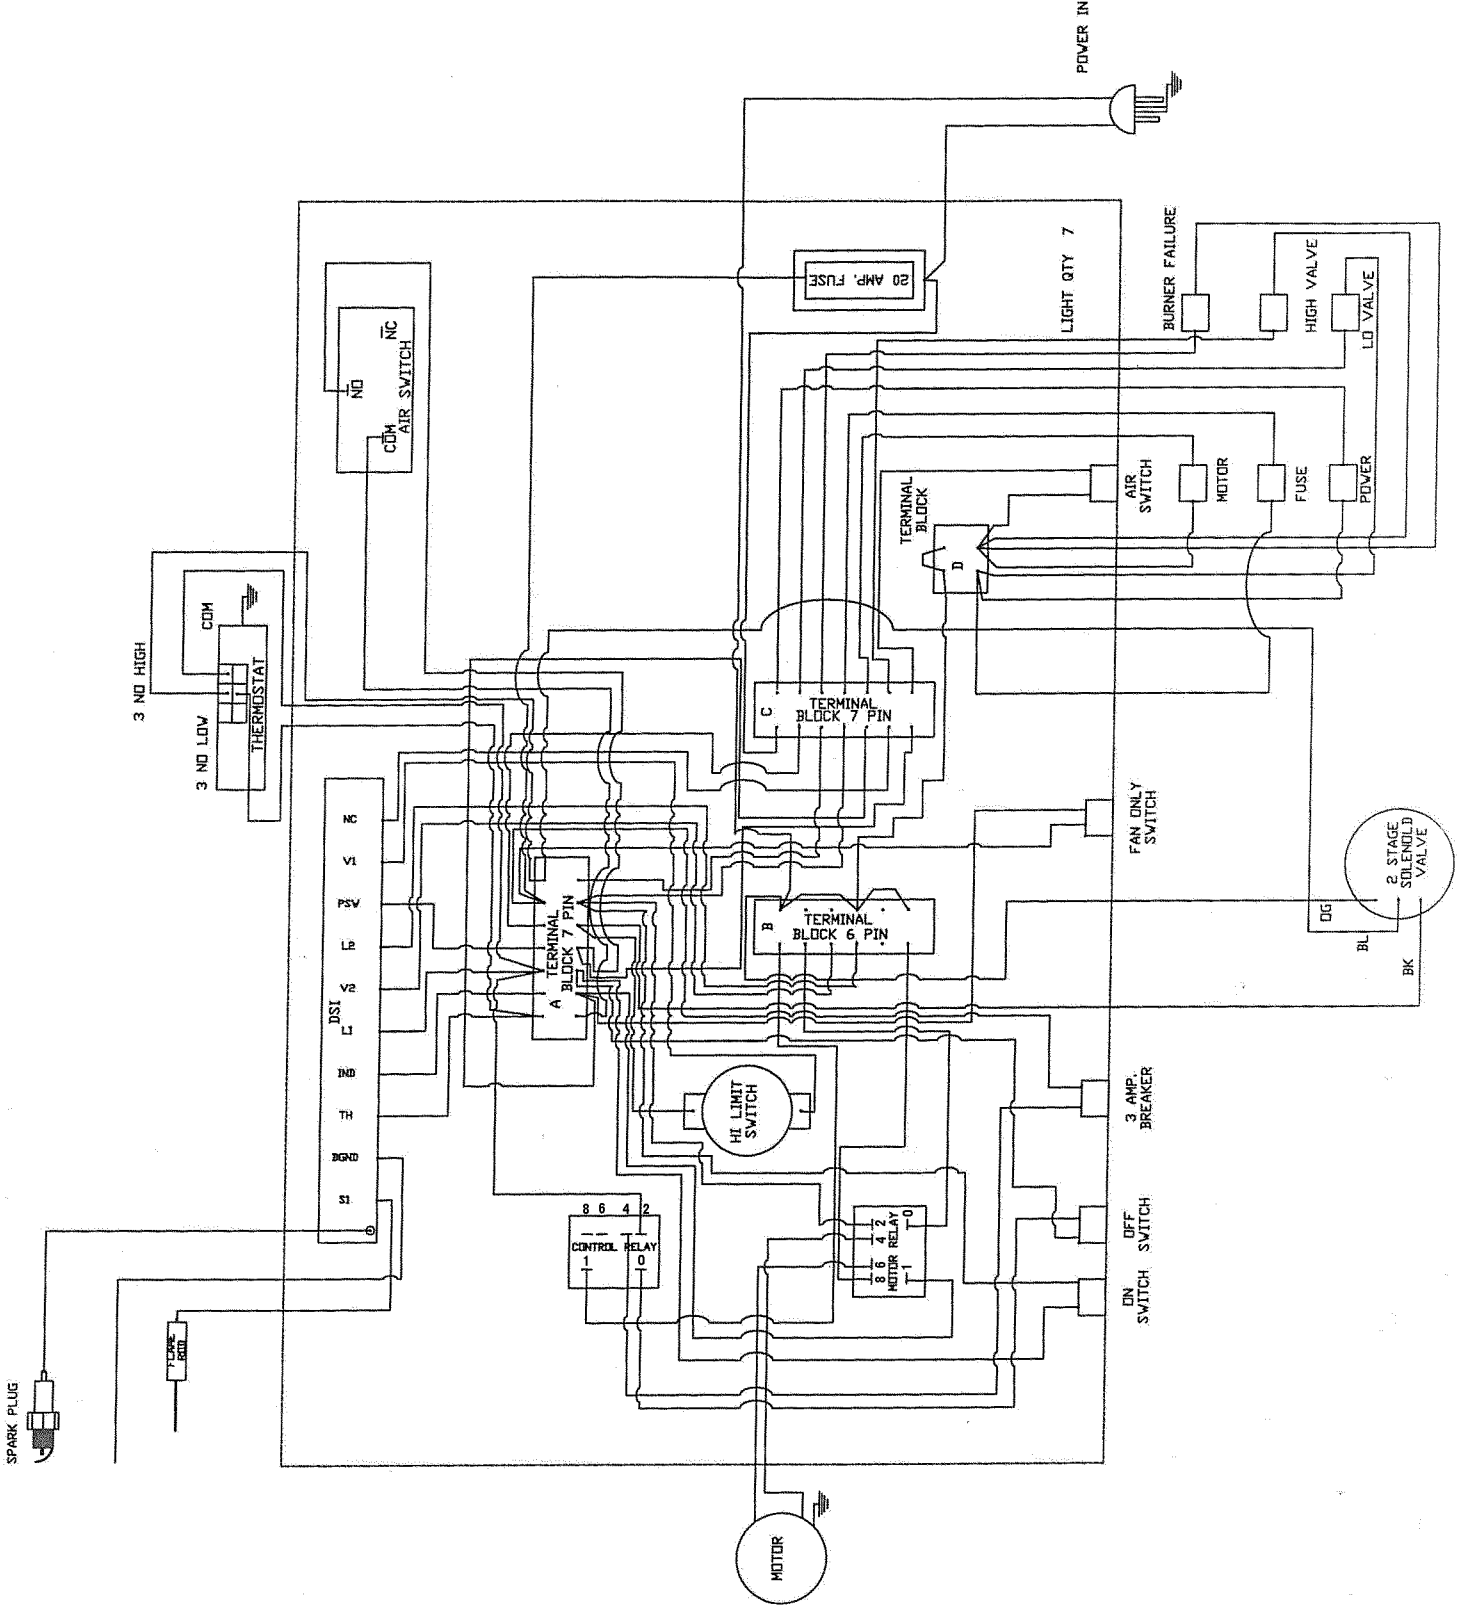 SPARK PLUG
FLAME
ROD
3 NO HIGH
3 NO LOW
COM
THERMOSTAT
DSI
NC
V1
PSW
L2
V2
L1
IND
TH
BGND
S1
NO
NC
COM
AIR SWITCH
A
TERMINAL
BLOCK 7 PIN
8 6 4 2
CONTROL RELAY
1 0
HI LIMIT
SWITCH
MOTOR
B
TERMINAL
BLOCK 6 PIN
C
TERMINAL
BLOCK 7 PIN
20 AMP. FUSE
8 6 4 2
MOTOR RELAY
1 0
TERMINAL
BLOCK
D
LIGHT QTY 7
POWER IN
ON
SWITCH
OFF
SWITCH
3 AMP.
BREAKER
FAN ONLY
SWITCH
AIR
SWITCH
MOTOR
FUSE
POWER
BURNER FAILURE
HIGH VALVE
LO VALVE
OG
BL
BK
2 STAGE
SOLENOLD
VALVE